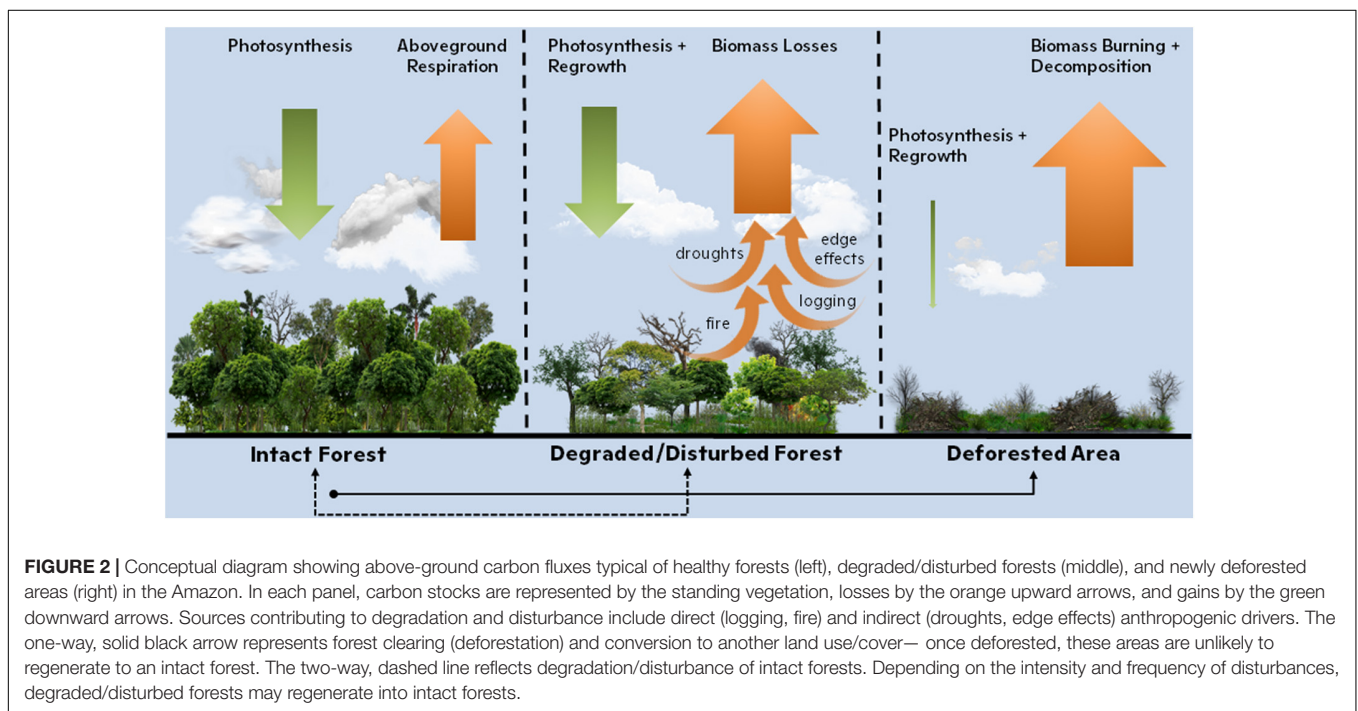 Photosynthesis
Aboveground
Respiration
Photosynthesis +
Regrowth
Biomass Losses
Biomass Burning +
Decomposition
Photosynthesis +
Regrowth
droughts
edge
effects
logging
fire
Intact Forest
Degraded/Disturbed Forest
Deforested Area
FIGURE 2 | Conceptual diagram showing above-ground carbon fluxes typical of healthy forests (left), degraded/disturbed forests (middle), and newly deforested
areas (right) in the Amazon. In each panel, carbon stocks are represented by the standing vegetation, losses by the orange upward arrows, and gains by the green
downward arrows. Sources contributing to degradation and disturbance include direct (logging, fire) and indirect (droughts, edge effects) anthropogenic drivers. The
one-way, solid black arrow represents forest clearing (deforestation) and conversion to another land use/cover— once deforested, these areas are unlikely to
regenerate to an intact forest. The two-way, dashed line reflects degradation/disturbance of intact forests. Depending on the intensity and frequency of disturbances,
degraded/disturbed forests may regenerate into intact forests.